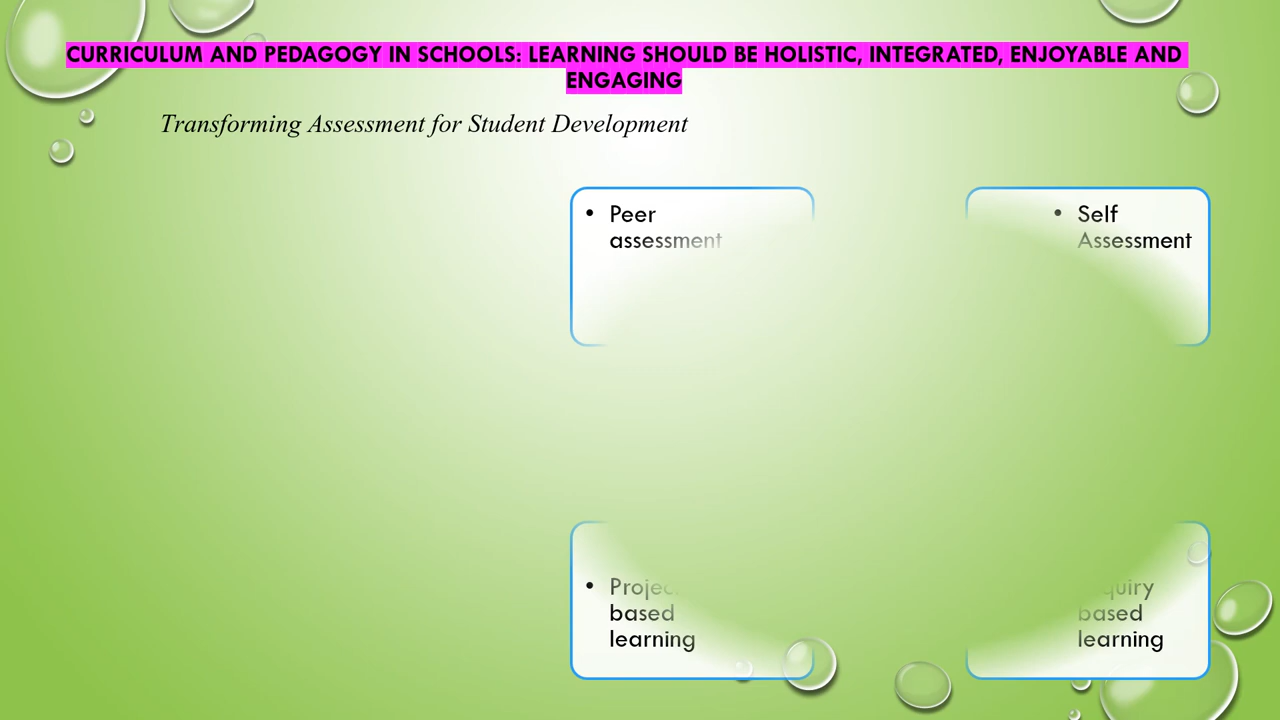 CURRICULUM AND PEDAGOGY IN SCHOOLS: LEARNING SHOULD BE HOLISTIC, INTEGRATED, ENJOYABLE AND
ENGAGING
Transforming Assessment for Student Development
• Peer
assessment
• Self
Assessment
• Project
based
learning
based
learning